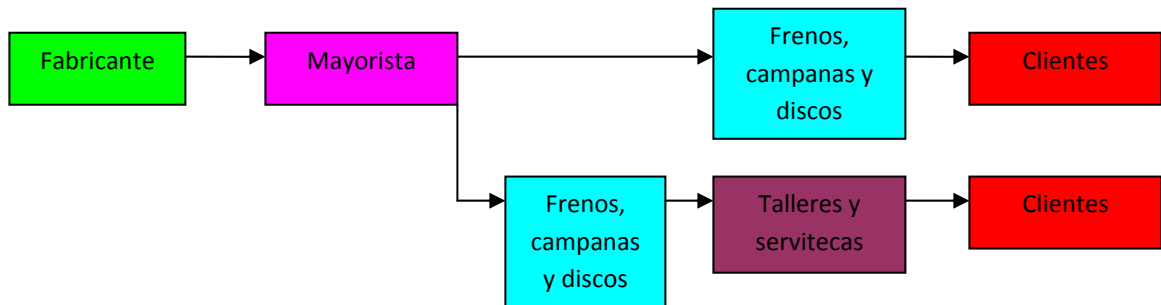 Fabricante
Mayorista
Frenos,
campanas y
discos
Clientes
Frenos,
campanas
y discos
Talleres y
servitecas
Clientes